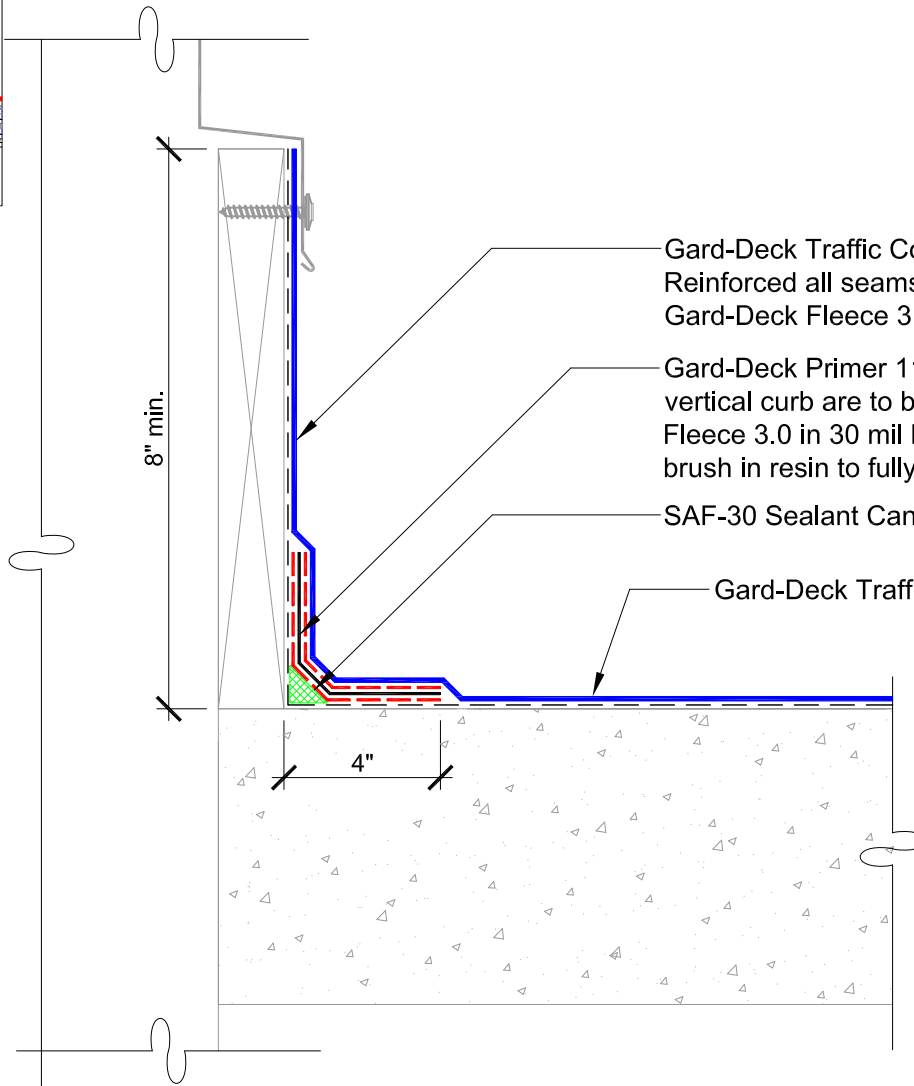 Gard-Deck Traffic Co
Reinforced all seams
Gard-Deck Fleece 3
Gard-Deck Primer 1
vertical curb are to b
Fleece 3.0 in 30 mil
brush in resin to fully
SAF-30 Sealant Can
Gard-Deck Traff
8" min.
4"